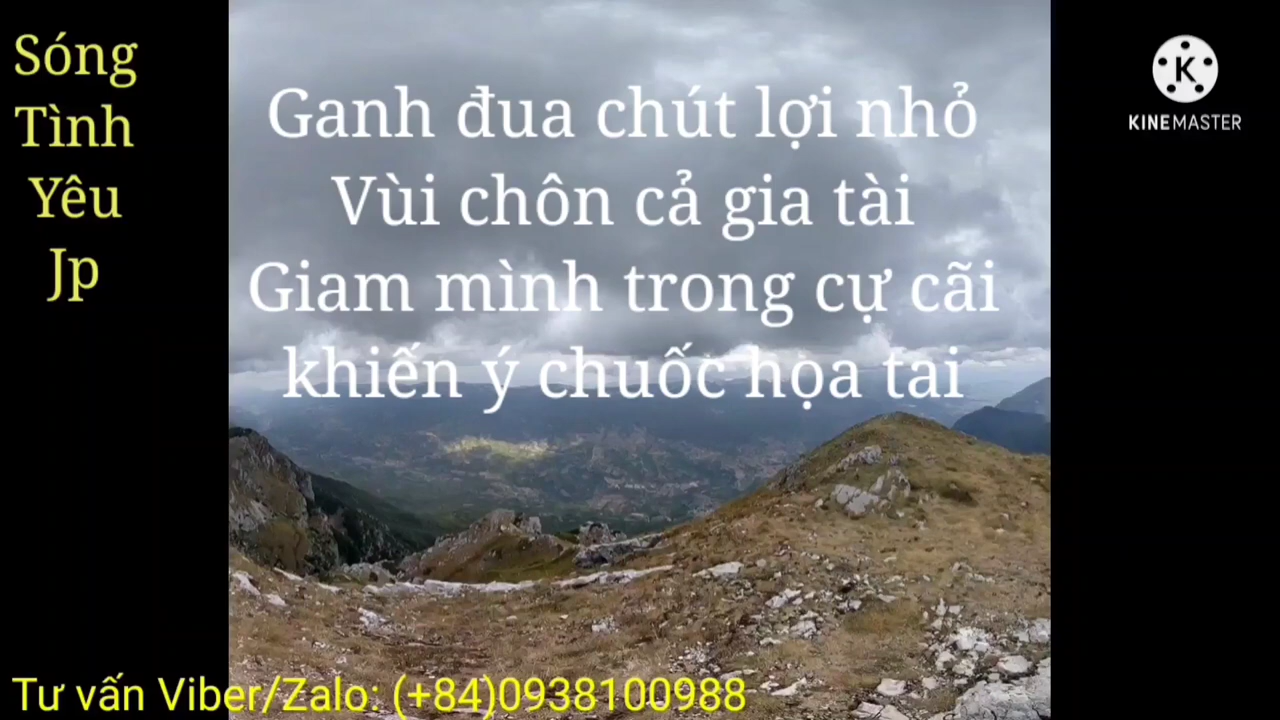 Sóng
Tình
Yêu
Jp
Ganh đua chút lợi nhỏ
Vùi chôn cả gia tài
Giam mình trong cự cãi
khiến ý chuốc họa tai
K
KINEMASTER
Tư vấn Viber/Zalo: (+84)0938100988